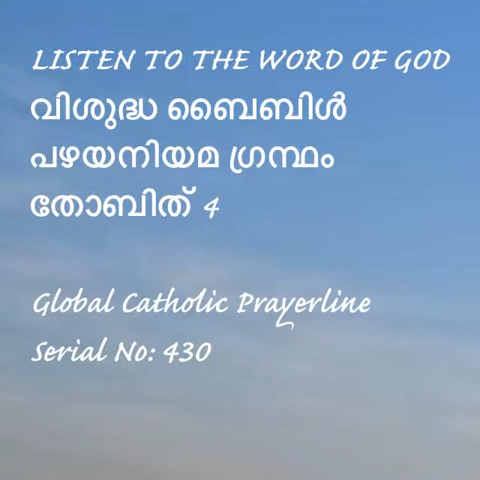 LISTEN TO THE WORD OF GOD
വിശുദ്ധ ബൈബിൾ
പഴയനിയമ ഗ്രന്ഥം
തോബിത് 4
Global Catholic Prayerline
Serial No: 430